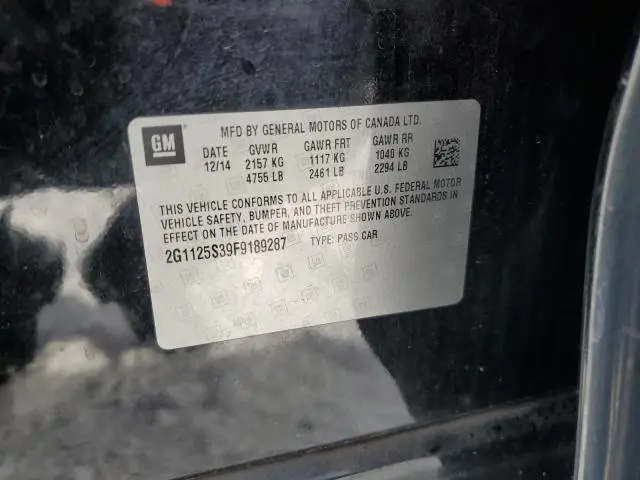 GM
MFD BY GENERAL MOTORS OF CANADA LTD.
DATE GVWR GAWR FRT GAWR RR
12/14 2157 KG 1117 KG 1040 KG
4755 LB 2461 LB 2294 LB
THIS VEHICLE CONFORMS TO ALL APPLICABLE U.S. FEDERAL MOTOR
VEHICLE SAFETY, BUMPER, AND THEFT PREVENTION STANDARDS IN
EFFECT ON THE DATE OF MANUFACTURE SHOWN ABOVE.
2G1125S39F9189287 TYPE: PASS CAR